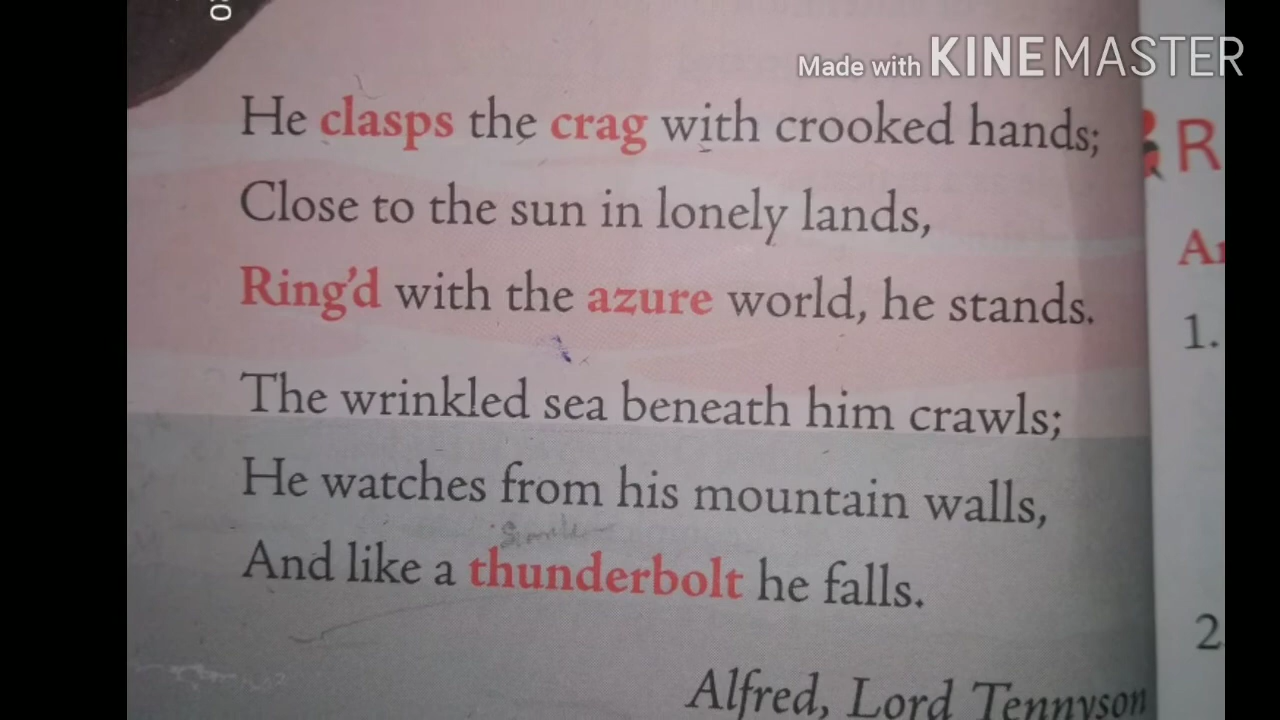 Made with KINEMASTER
He clasps the crag with crooked hands;
Close to the sun in lonely lands,
Ring'd with the azure world, he stands.
The wrinkled sea beneath him crawls;
He watches from his mountain walls,
And like a thunderbolt he falls.
Alfred, Lord Tennyson
R
1.
2